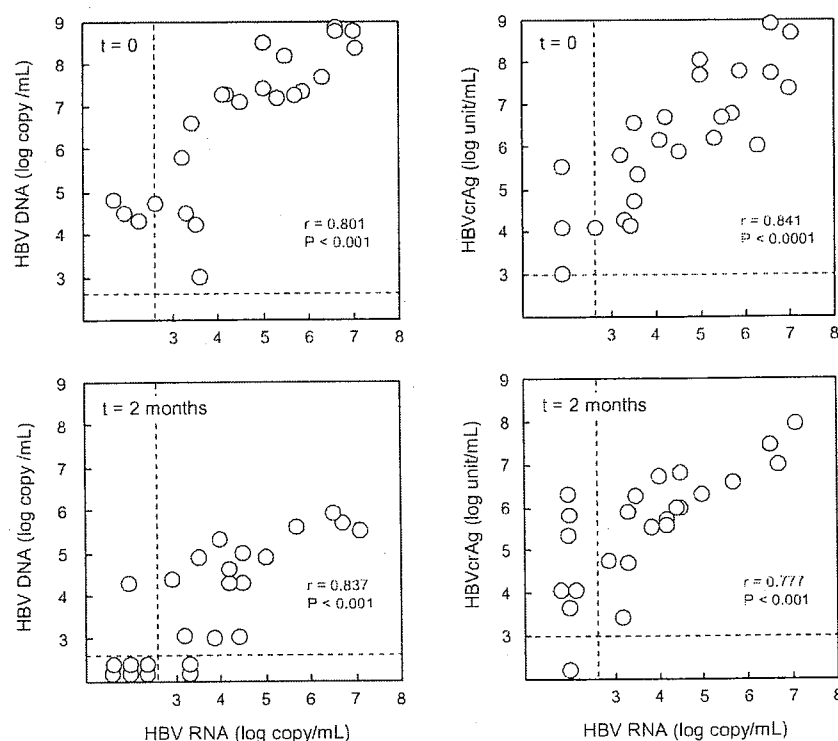 t = 0
HBV DNA (log copy /mL)
9
8
7
6
5
4
3
3 4 5 6 7 8
r = 0.801
P < 0.001
t = 0
HBVcrAg (log unit/mL)
9
8
7
6
5
4
3
3 4 5 6 7 8
r = 0.841
P < 0.0001
t = 2 months
HBV DNA (log copy /mL)
9
8
7
6
5
4
3
3 4 5 6 7 8
r = 0.837
P < 0.001
HBV RNA (log copy/mL)
t = 2 months
HBVcrAg (log unit/mL)
9
8
7
6
5
4
3
3 4 5 6 7 8
r = 0.777
P < 0.001
HBV RNA (log copy/mL)